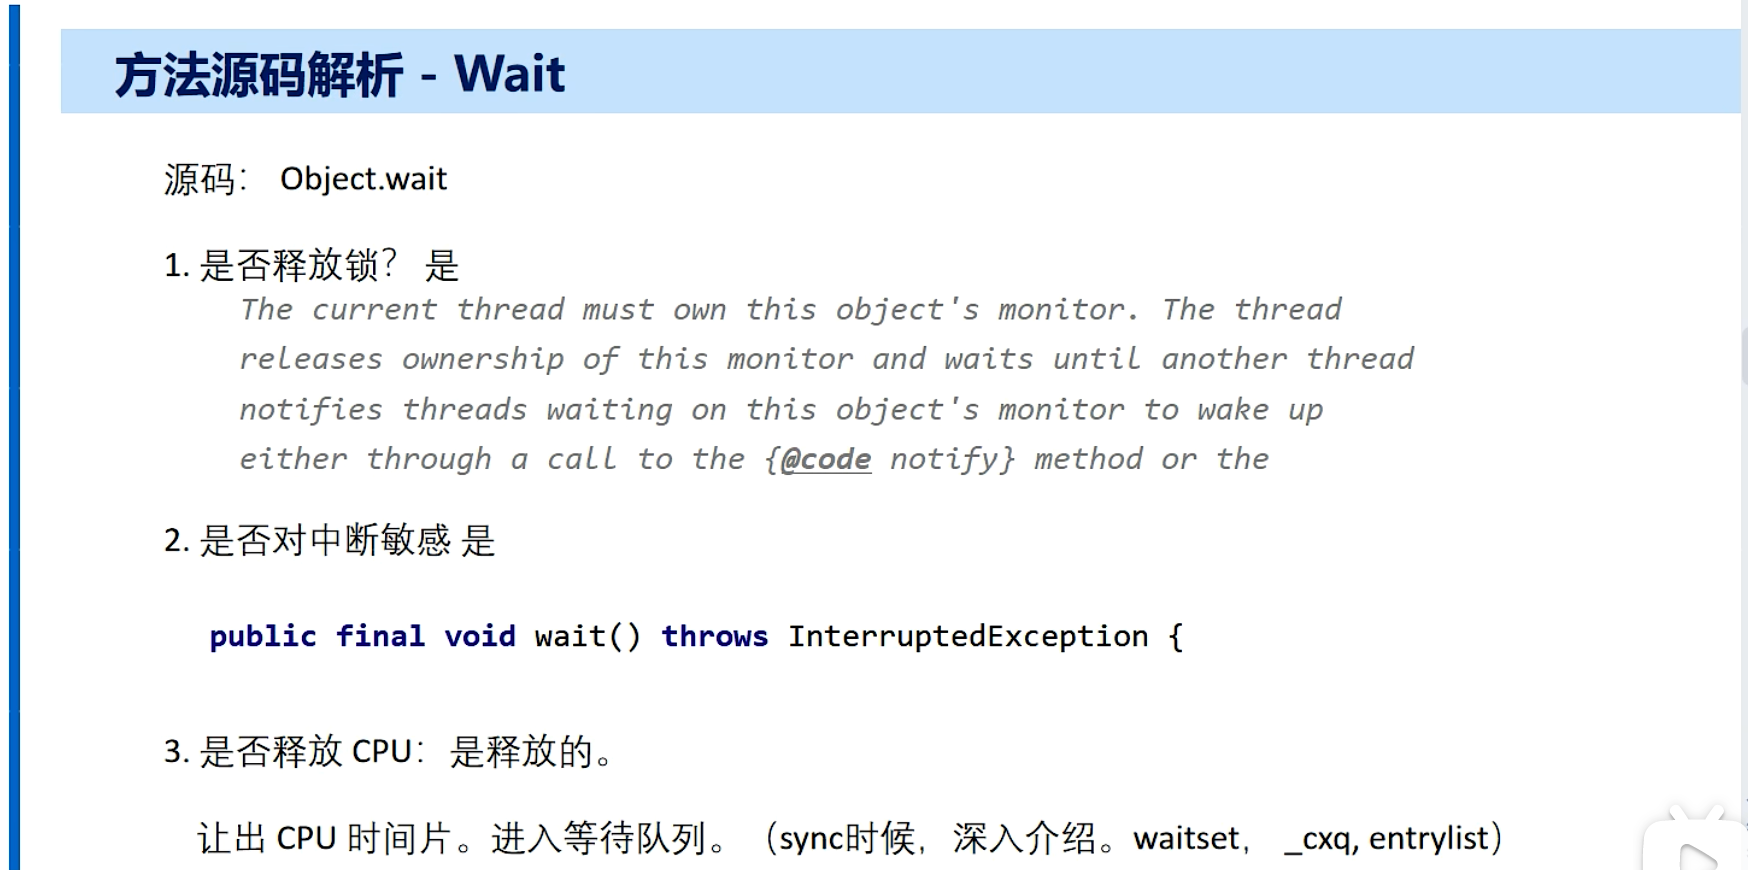 方法源码解析 - Wait
源码： Object.wait
1. 是否释放锁？ 是
The current thread must own this object's monitor. The thread
releases ownership of this monitor and waits until another thread
notifies threads waiting on this object's monitor to wake up
either through a call to the {@code notify} method or the
2. 是否对中断敏感 是
public final void wait() throws InterruptedException {
3. 是否释放 CPU： 是释放的。
让出 CPU 时间片。进入等待队列。（sync时候，深入介绍。waitset， _cxq, entrylist）